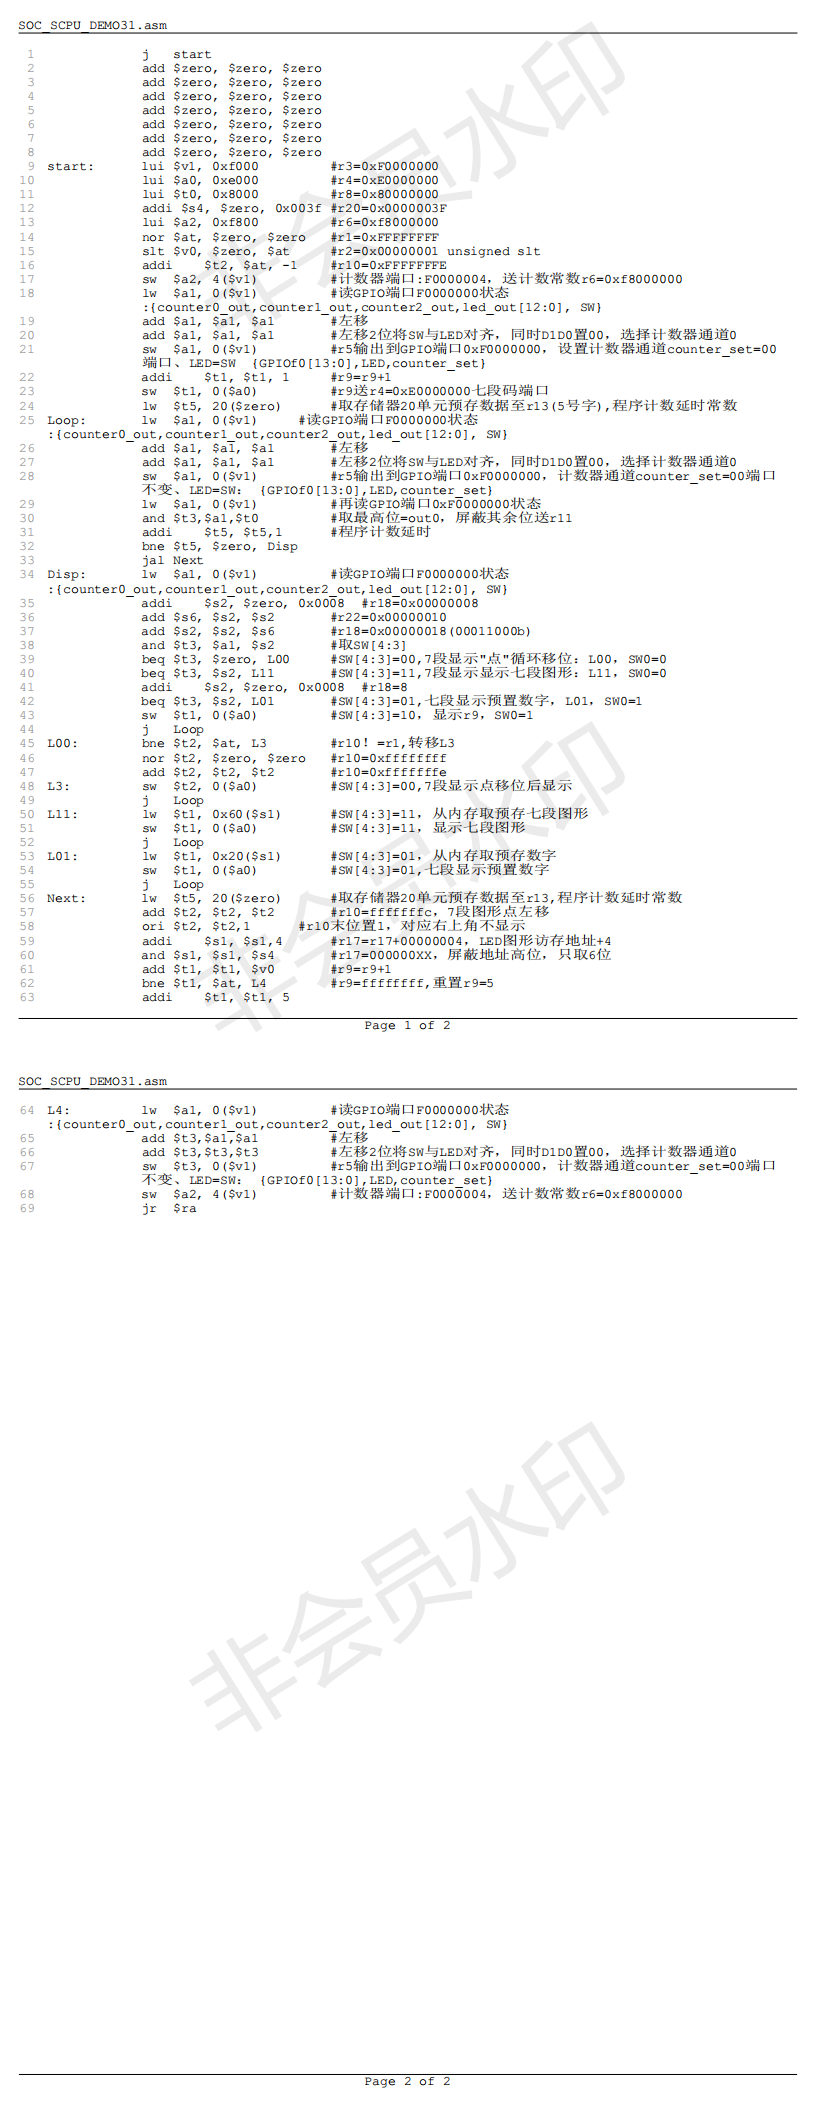 SOC_SCPU_DEMO31.asm
1 j start
2 add $zero, $zero, $zero
3 add $zero, $zero, $zero
4 add $zero, $zero, $zero
5 add $zero, $zero, $zero
6 add $zero, $zero, $zero
7 add $zero, $zero, $zero
8 add $zero, $zero, $zero
9 start: lui $v1, 0xf000 #r3=0xF0000000
10 lui $a0, 0xe000 #r4=0xE0000000
11 lui $t0, 0x8000 #r8=0x80000000
12 addi $s4, $zero, 0x003f #r20=0x0000003F
13 lui $a2, 0xf800 #r6=0xf8000000
14 nor $at, $zero, $zero #r1=0xFFFFFFFF
15 slt $v0, $zero, $at #r2=0x00000001 unsigned slt
16 addi $t2, $at, -1 #r10=0xFFFFFFFE
17 sw $a2, 4($v1) #计数器端口:F0000004，送计数常数r6=0xf8000000
18 lw $a1, 0($v1) #读GPIO端口F0000000状态
:{counter0_out,counter1_out,counter2_out,led_out[12:0], SW}
19 add $a1, $a1, $a1 #左移
20 add $a1, $a1, $a1 #左移2位将SW与LED对齐，同时D1D0置00，选择计数器通道0
21 sw $a1, 0($v1) #r5输出到GPIO端口0xF0000000，设置计数器通道counter_set=00
端口、LED=SW {GPIOf0[13:0],LED,counter_set}
22 addi $t1, $t1, 1 #r9=r9+1
23 sw $t1, 0($a0) #r9送r4=0xE0000000七段码端口
24 lw $t5, 20($zero) #取存储器20单元预存数据至r13(5号字),程序计数延时常数
25 Loop: lw $a1, 0($v1) #读GPIO端口F0000000状态
:{counter0_out,counter1_out,counter2_out,led_out[12:0], SW}
26 add $a1, $a1, $a1 #左移
27 add $a1, $a1, $a1 #左移2位将SW与LED对齐，同时D1D0置00，选择计数器通道0
28 sw $a1, 0($v1) #r5输出到GPIO端口0xF0000000，计数器通道counter_set=00端口
不变、LED=SW： {GPIOf0[13:0],LED,counter_set}
29 lw $a1, 0($v1) #再读GPIO端口0xF0000000状态
30 and $t3,$a1,$t0 #取最高位=out0，屏蔽其余位送r11
31 addi $t5, $t5,1 #程序计数延时
32 bne $t5, $zero, Disp
33 jal Next
34 Disp: lw $a1, 0($v1) #读GPIO端口F0000000状态
:{counter0_out,counter1_out,counter2_out,led_out[12:0], SW}
35 addi $s2, $zero, 0x0008 #r18=0x00000008
36 add $s6, $s2, $s2 #r22=0x00000010
37 add $s2, $s2, $s6 #r18=0x00000018(00011000b)
38 and $t3, $a1, $s2 #取SW[4:3]
39 beq $t3, $zero, L00 #SW[4:3]=00,7段显示"点"循环移位：L00，SW0=0
40 beq $t3, $s2, L11 #SW[4:3]=11,7段显示显示七段图形：L11，SW0=0
41 addi $s2, $zero, 0x0008 #r18=8
42 beq $t3, $s2, L01 #SW[4:3]=01,七段显示预置数字，L01，SW0=1
43 sw $t1, 0($a0) #SW[4:3]=10，显示r9，SW0=1
44 j Loop
45 L00: bne $t2, $at, L3 #r10！=r1,转移L3
46 nor $t2, $zero, $zero #r10=0xffffffff
47 add $t2, $t2, $t2 #r10=0xfffffffe
48 L3: sw $t2, 0($a0) #SW[4:3]=00,7段显示点移位后显示
49 j Loop
50 L11: lw $t1, 0x60($s1) #SW[4:3]=11，从内存取预存七段图形
51 sw $t1, 0($a0) #SW[4:3]=11，显示七段图形
52 j Loop
53 L01: lw $t1, 0x20($s1) #SW[4:3]=01，从内存取预存数字
54 sw $t1, 0($a0) #SW[4:3]=01,七段显示预置数字
55 j Loop
56 Next: lw $t5, 20($zero) #取存储器20单元预存数据至r13,程序计数延时常数
57 add $t2, $t2, $t2 #r10=fffffffc，7段图形点左移
58 ori $t2, $t2,1 #r10末位置1，对应右上角不显示
59 addi $s1, $s1,4 #r17=r17+00000004，LED图形访存地址+4
60 and $s1, $s1, $s4 #r17=000000XX，屏蔽地址高位，只取6位
61 add $t1, $t1, $v0 #r9=r9+1
62 bne $t1, $at, L4 #r9=ffffffff,重置r9=5
63 addi $t1, $t1, 5
Page 1 of 2
SOC_SCPU_DEMO31.asm
64 L4: lw $a1, 0($v1) #读GPIO端口F0000000状态
:{counter0_out,counter1_out,counter2_out,led_out[12:0], SW}
65 add $t3,$a1,$a1 #左移
66 add $t3,$t3,$t3 #左移2位将SW与LED对齐，同时D1D0置00，选择计数器通道0
67 sw $t3, 0($v1) #r5输出到GPIO端口0xF0000000，计数器通道counter_set=00端口
不变、LED=SW： {GPIOf0[13:0],LED,counter_set}
68 sw $a2, 4($v1) #计数器端口:F0000004，送计数常数r6=0xf8000000
69 jr $ra
Page 2 of 2
非会员水印
非会员水印
非会员水印